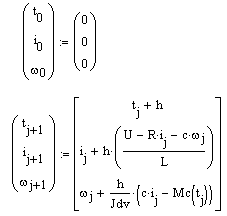 t₀ 0
i₀ := 0
ω₀ 0
tⱼ₊₁ tⱼ + h
iⱼ₊₁ := iⱼ + h·((U − R·iⱼ − c·ωⱼ)/L)
ωⱼ₊₁ ωⱼ + h/Jdv·(c·iⱼ − Mc(tⱼ))